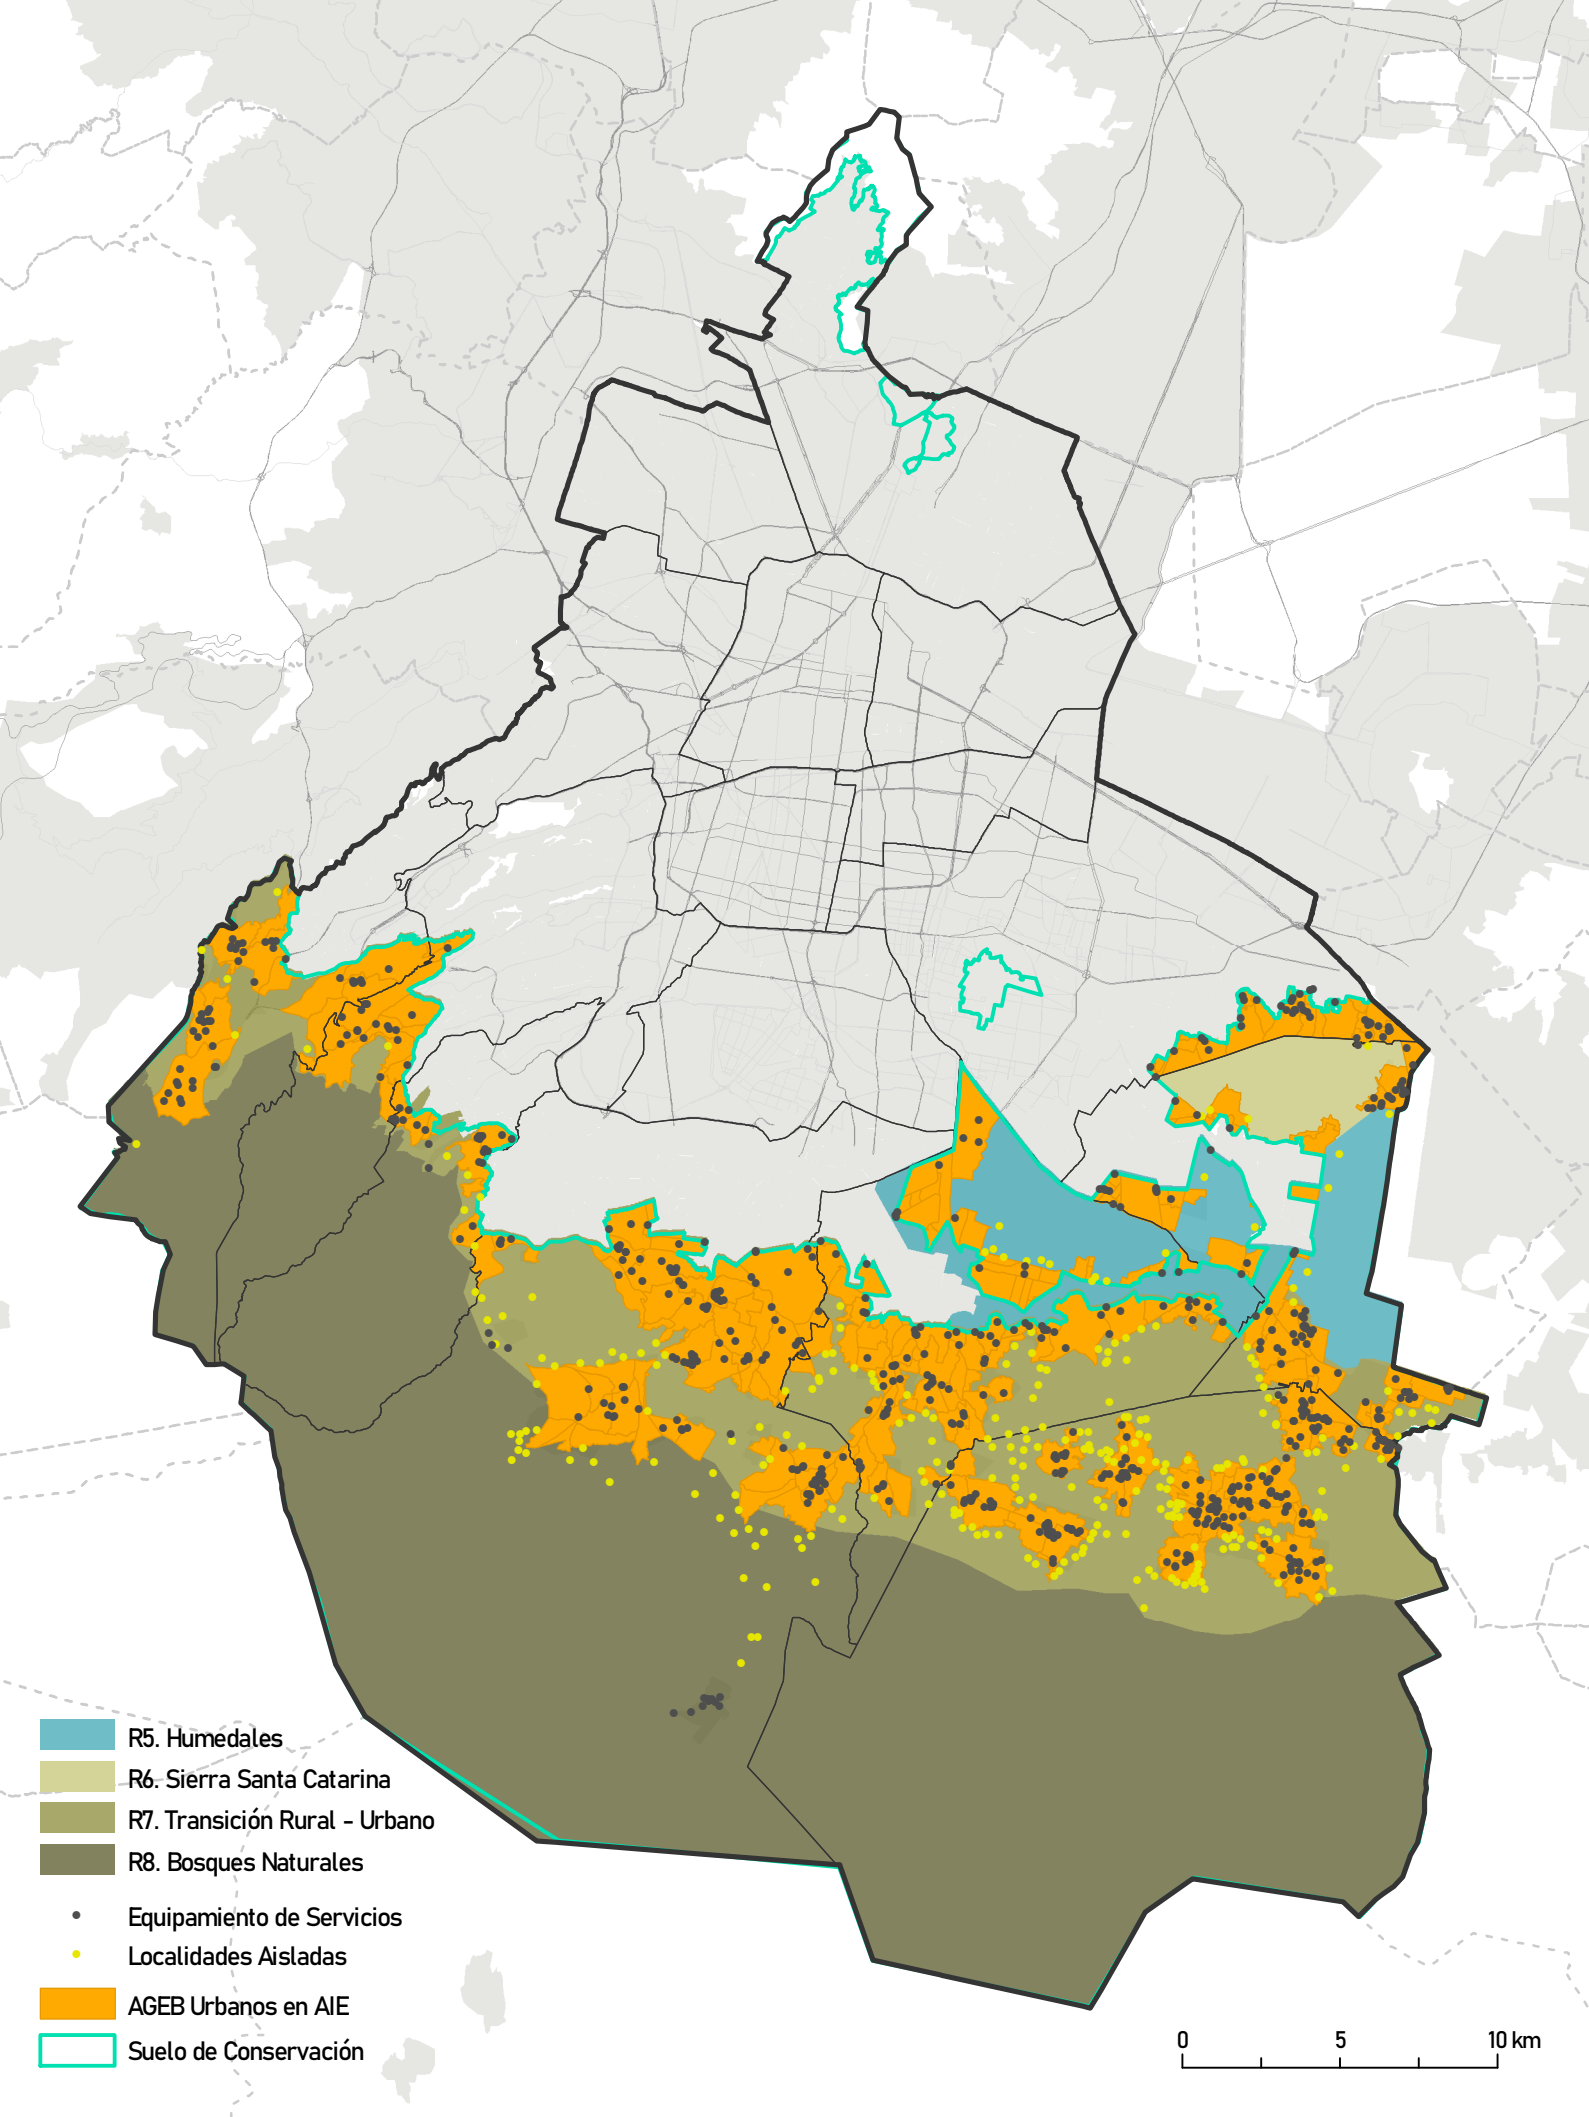 R5. Humedales
R6. Sierra Santa Catarina
R7. Transición Rural - Urbano
R8. Bosques Naturales
Equipamiento de Servicios
Localidades Aisladas
AGEB Urbanos en AIE
Suelo de Conservación
0 5 10 km